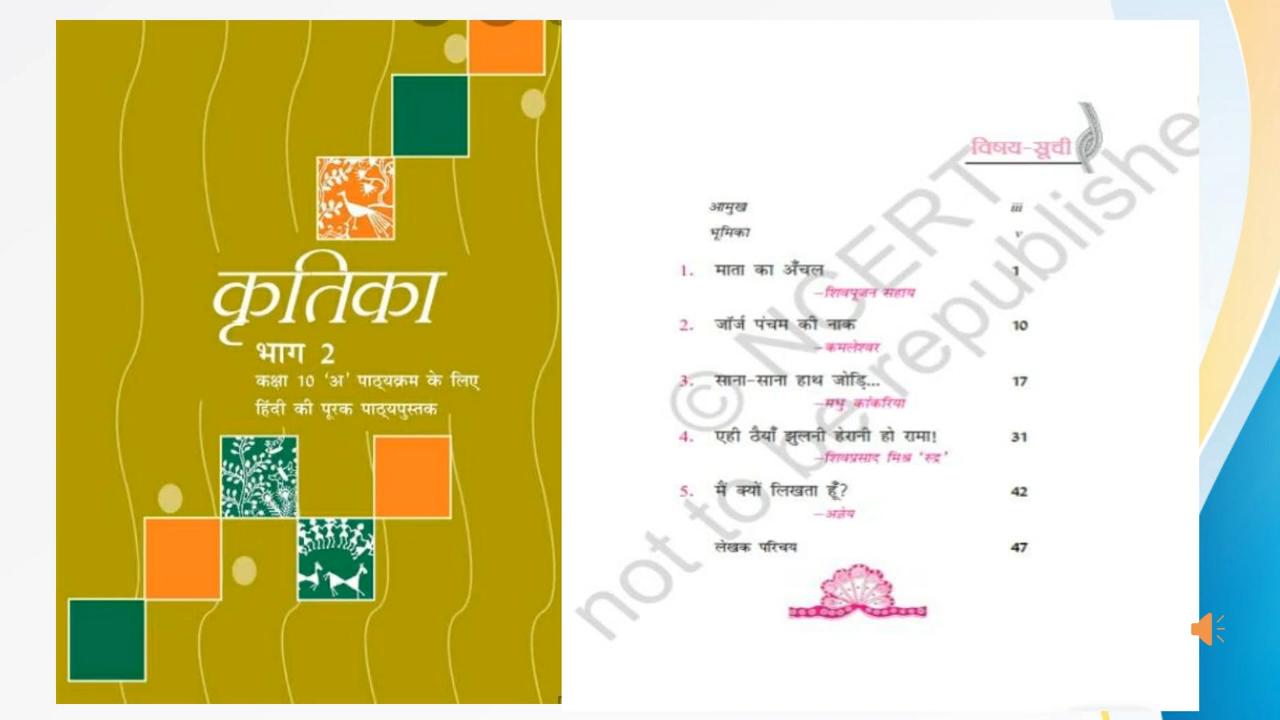 कृतिका
भाग 2
कक्षा 10 ‘अ’ पाठ्यक्रम के लिए
हिंदी की पूरक पाठ्यपुस्तक
विषय-सूची
आमुख iii
भूमिका v
1. माता का अँचल 1
–शिवपूजन सहाय
2. जॉर्ज पंचम की नाक 10
–कमलेश्वर
3. साना-साना हाथ जोड़ि... 17
–मधु कांकरिया
4. एही ठैयाँ झुलनी हेरानी हो रामा! 31
–शिवप्रसाद मिश्र ‘रुद्र’
5. मैं क्यों लिखता हूँ? 42
–अज्ञेय
लेखक परिचय 47
© NCERT
not to be republishe